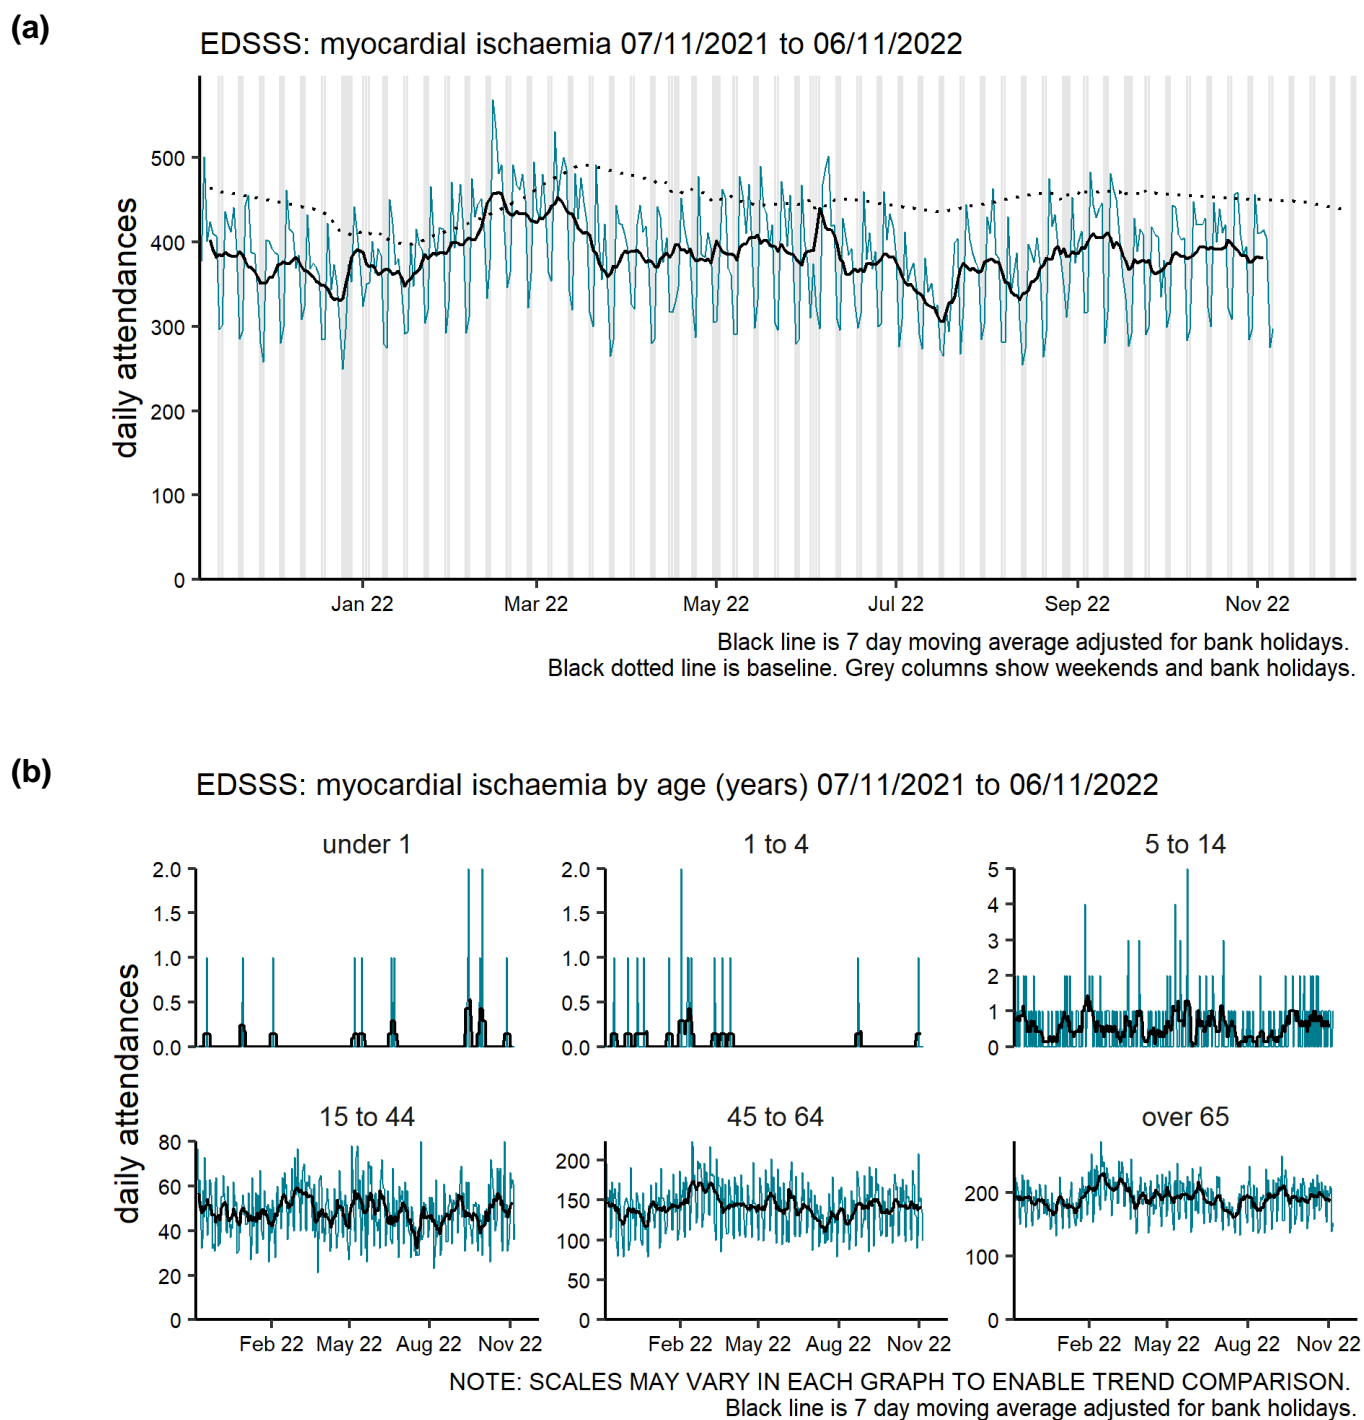 (a)
EDSSS: myocardial ischaemia 07/11/2021 to 06/11/2022
daily attendances
500
400
300
200
100
0
Jan 22
Mar 22
May 22
Jul 22
Sep 22
Nov 22
Black line is 7 day moving average adjusted for bank holidays.
Black dotted line is baseline. Grey columns show weekends and bank holidays.
(b)
EDSSS: myocardial ischaemia by age (years) 07/11/2021 to 06/11/2022
daily attendances
under 1
2.0
1.5
1.0
0.5
0.0
1 to 4
2.0
1.5
1.0
0.5
0.0
5 to 14
5
4
3
2
1
0
15 to 44
80
60
40
20
0
Feb 22
May 22
Aug 22
Nov 22
45 to 64
200
150
100
50
0
Feb 22
May 22
Aug 22
Nov 22
over 65
200
100
0
Feb 22
May 22
Aug 22
Nov 22
NOTE: SCALES MAY VARY IN EACH GRAPH TO ENABLE TREND COMPARISON.
Black line is 7 day moving average adjusted for bank holidays.